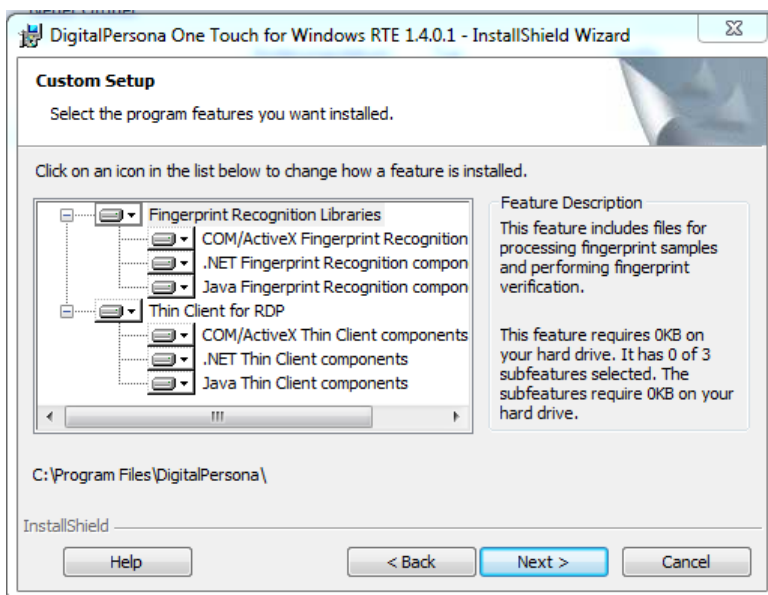 DigitalPersona One Touch for Windows RTE 1.4.0.1 - InstallShield Wizard
Custom Setup
Select the program features you want installed.
Click on an icon in the list below to change how a feature is installed.
Fingerprint Recognition Libraries
COM/ActiveX Fingerprint Recognition
.NET Fingerprint Recognition compon
Java Fingerprint Recognition compon
Thin Client for RDP
COM/ActiveX Thin Client components
.NET Thin Client components
Java Thin Client components
Feature Description
This feature includes files for
processing fingerprint samples
and performing fingerprint
verification.
This feature requires 0KB on
your hard drive. It has 0 of 3
subfeatures selected. The
subfeatures require 0KB on your
hard drive.
C:\Program Files\DigitalPersona\
InstallShield
Help
< Back
Next >
Cancel